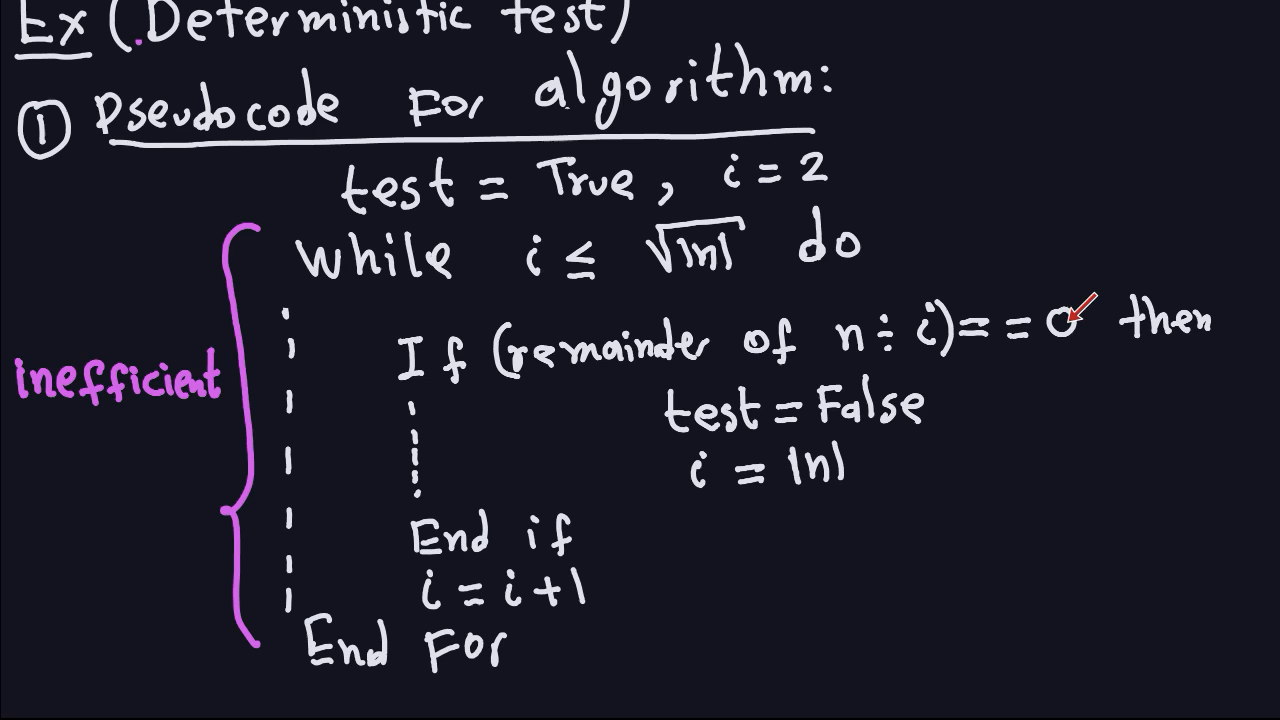 Ex (Deterministic test)
① Pseudocode For algorithm:
test = True, i = 2
While i ≤ √|n| do
If (remainder of n ÷ i) == 0 then
test = False
i = |n|
End if
i = i + 1
End For
inefficient